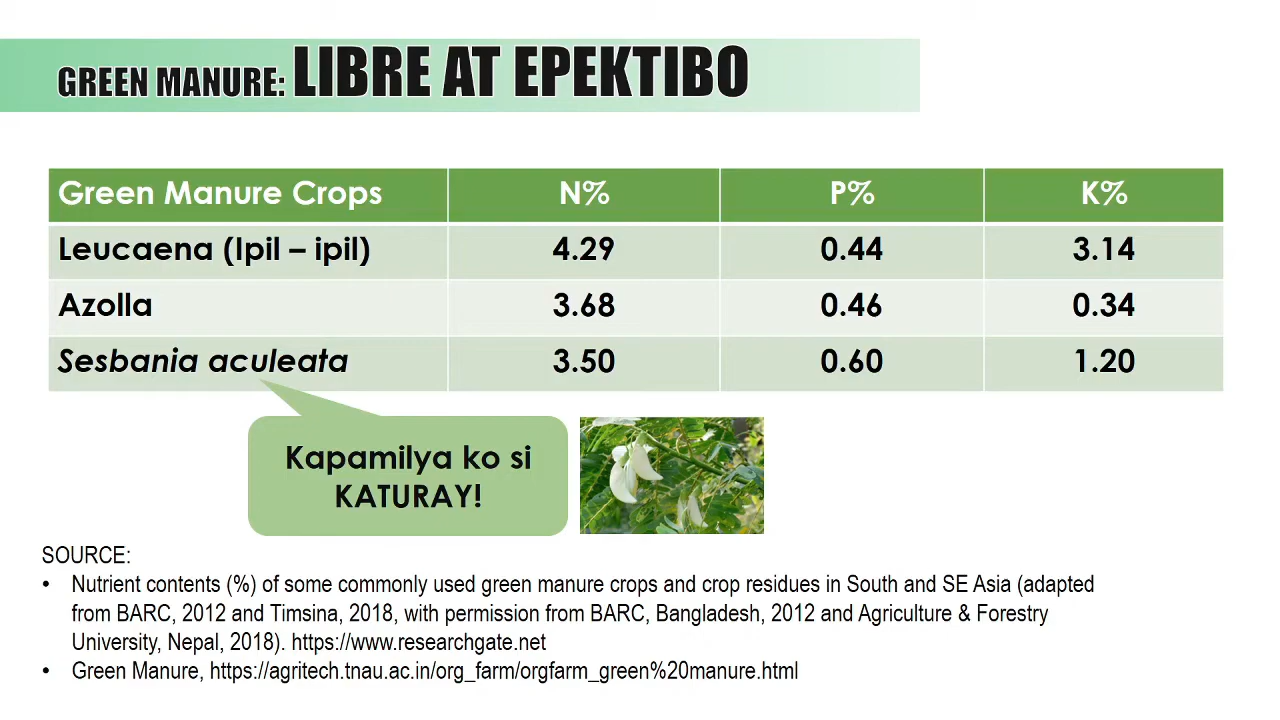 GREEN MANURE: LIBRE AT EPEKTIBO
Green Manure Crops N% P% K%
Leucaena (Ipil – ipil) 4.29 0.44 3.14
Azolla 3.68 0.46 0.34
Sesbania aculeata 3.50 0.60 1.20
Kapamilya ko si
KATURAY!
SOURCE:
• Nutrient contents (%) of some commonly used green manure crops and crop residues in South and SE Asia (adapted
from BARC, 2012 and Timsina, 2018, with permission from BARC, Bangladesh, 2012 and Agriculture & Forestry
University, Nepal, 2018). https://www.researchgate.net
• Green Manure, https://agritech.tnau.ac.in/org_farm/orgfarm_green%20manure.html